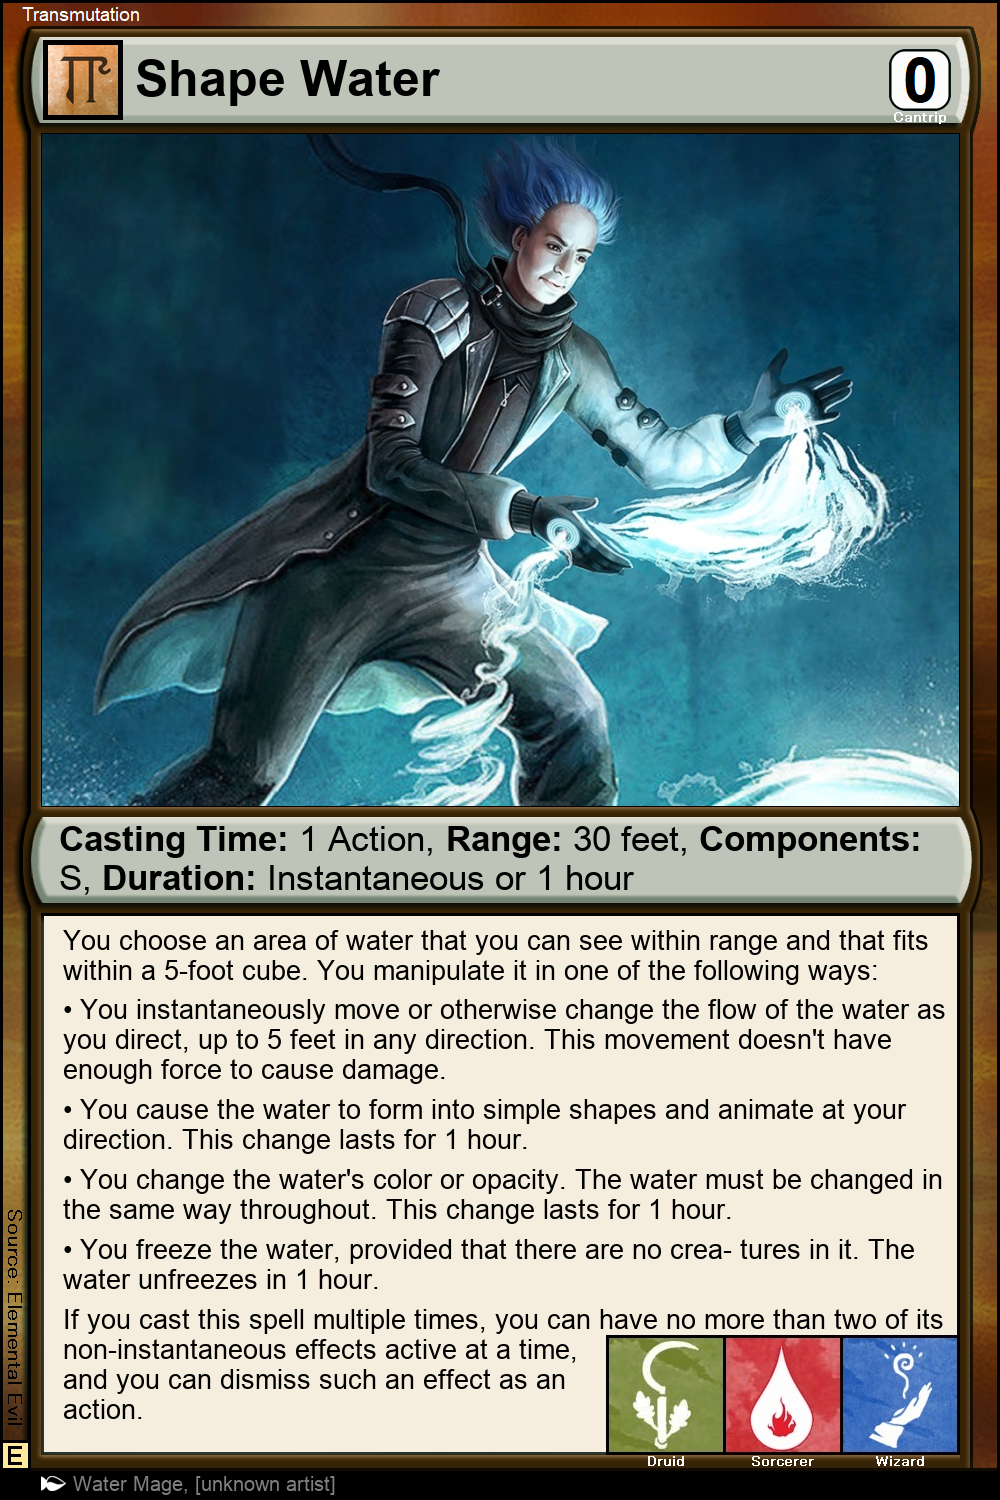 Transmutation
Shape Water
0
Cantrip
Casting Time: 1 Action, Range: 30 feet, Components:
S, Duration: Instantaneous or 1 hour
You choose an area of water that you can see within range and that fits
within a 5-foot cube. You manipulate it in one of the following ways:
• You instantaneously move or otherwise change the flow of the water as
you direct, up to 5 feet in any direction. This movement doesn't have
enough force to cause damage.
• You cause the water to form into simple shapes and animate at your
direction. This change lasts for 1 hour.
• You change the water's color or opacity. The water must be changed in
the same way throughout. This change lasts for 1 hour.
• You freeze the water, provided that there are no crea- tures in it. The
water unfreezes in 1 hour.
If you cast this spell multiple times, you can have no more than two of its
non-instantaneous effects active at a time,
and you can dismiss such an effect as an
action.
Source: Elemental Evil
E
Druid
Sorcerer
Wizard
Water Mage, [unknown artist]